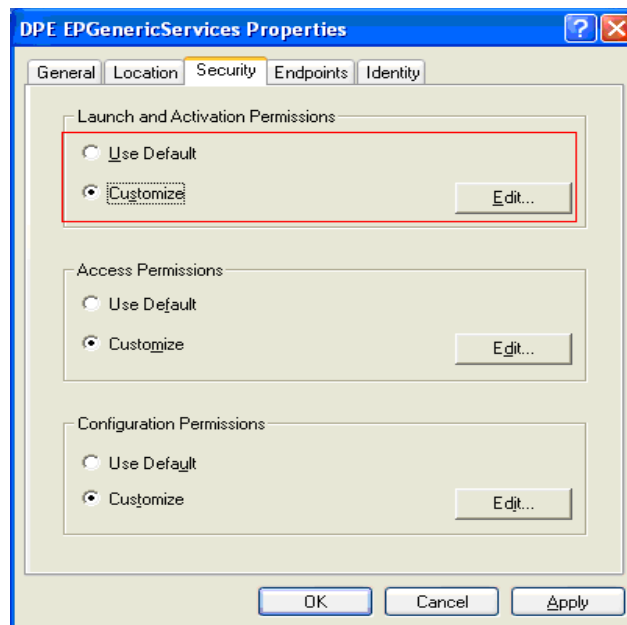 DPE EPGenericServices Properties
General Location Security Endpoints Identity
Launch and Activation Permissions
Use Default
Customize
Edit...
Access Permissions
Use Default
Customize
Edit...
Configuration Permissions
Use Default
Customize
Edit...
OK Cancel Apply